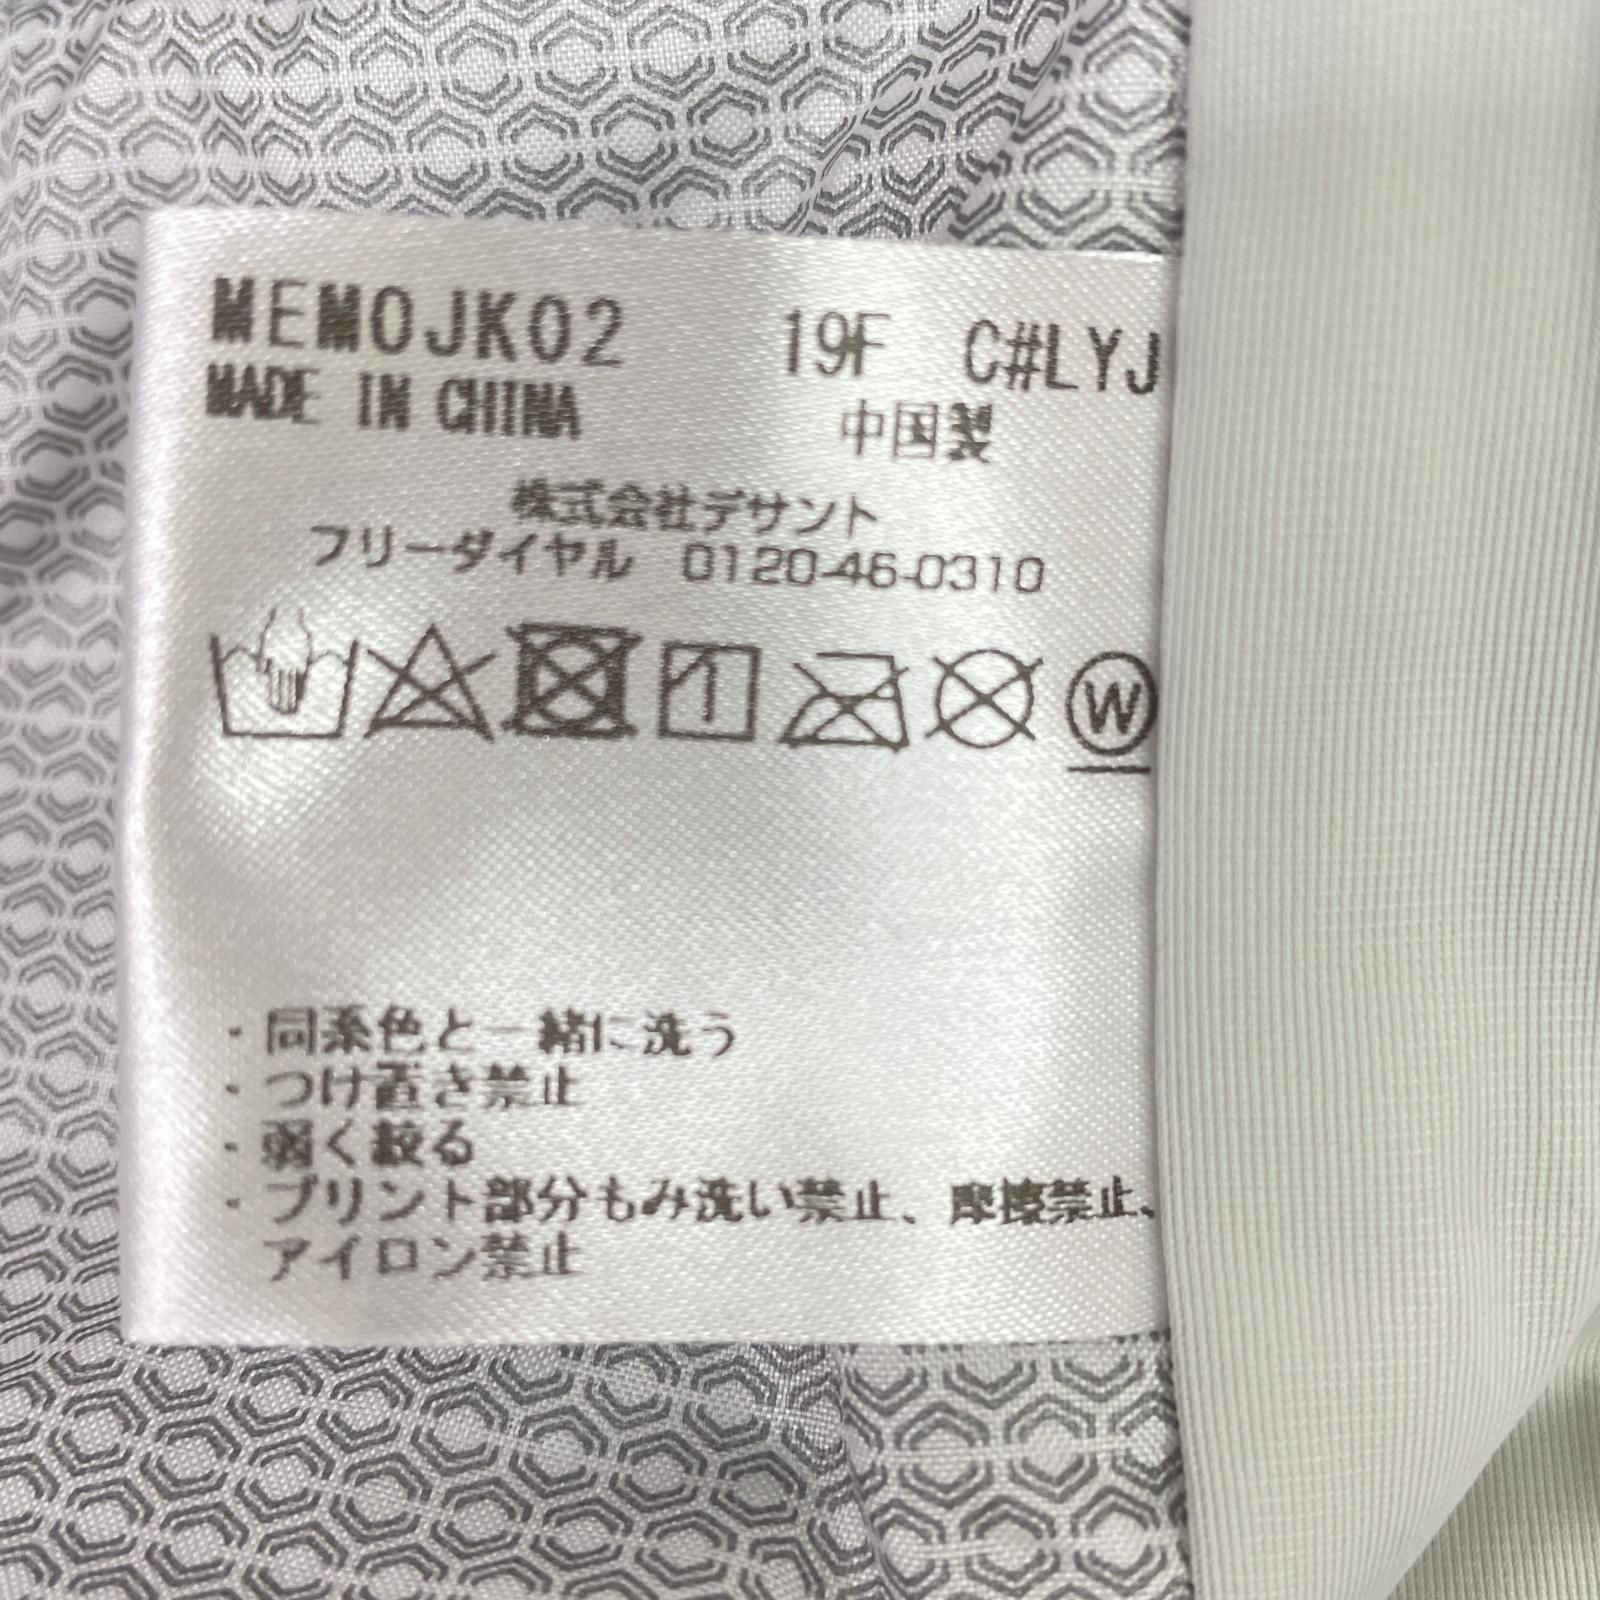 MEMOJK02 19F C#LYJ
MADE IN CHINA 中国製
株式会社デサント
フリーダイヤル 0120-46-0310
W
・同系色と一緒に洗う
・つけ置き禁止
・弱く絞る
・プリント部分もみ洗い禁止、摩擦禁止、
アイロン禁止